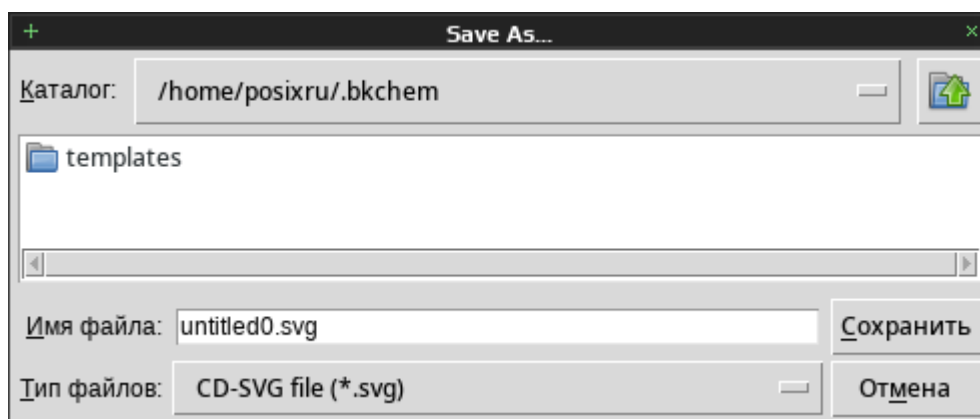 Save As...
Каталог: /home/posixru/.bkchem
templates
Имя файла: untitled0.svg Сохранить
Тип файлов: CD-SVG file (*.svg) Отмена